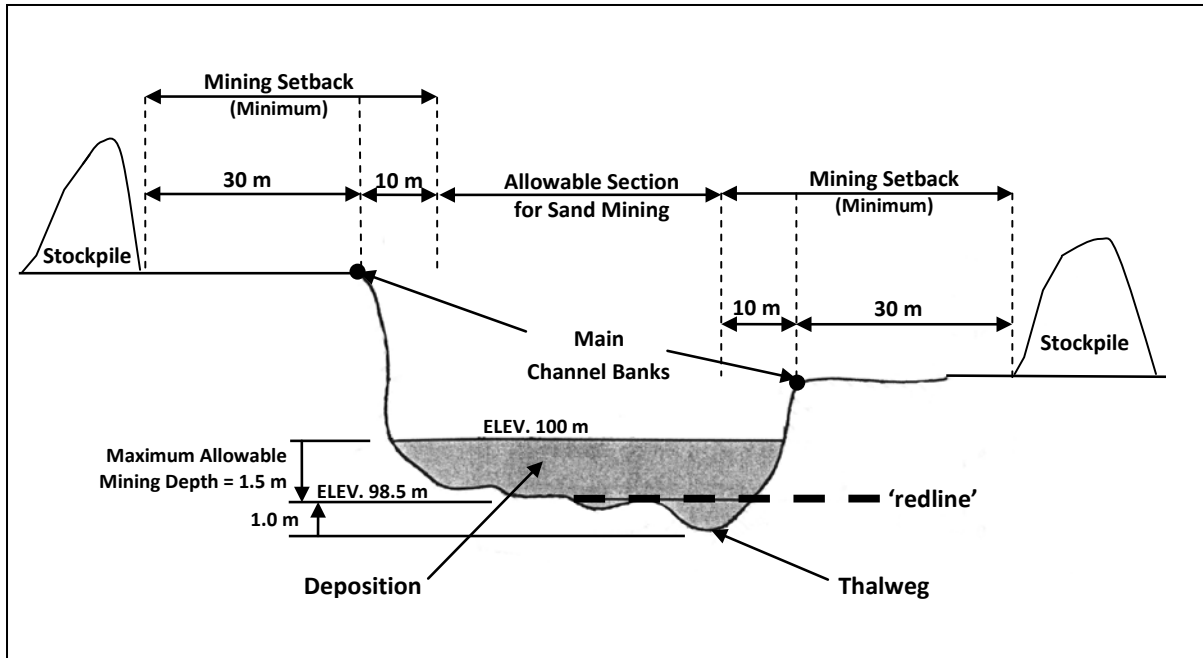 Mining Setback
(Minimum)
30 m
10 m
Allowable Section
for Sand Mining
Mining Setback
(Minimum)
Stockpile
10 m
30 m
Stockpile
Main
Channel Banks
ELEV. 100 m
Maximum Allowable
Mining Depth = 1.5 m
ELEV. 98.5 m
‘redline’
1.0 m
Deposition
Thalweg